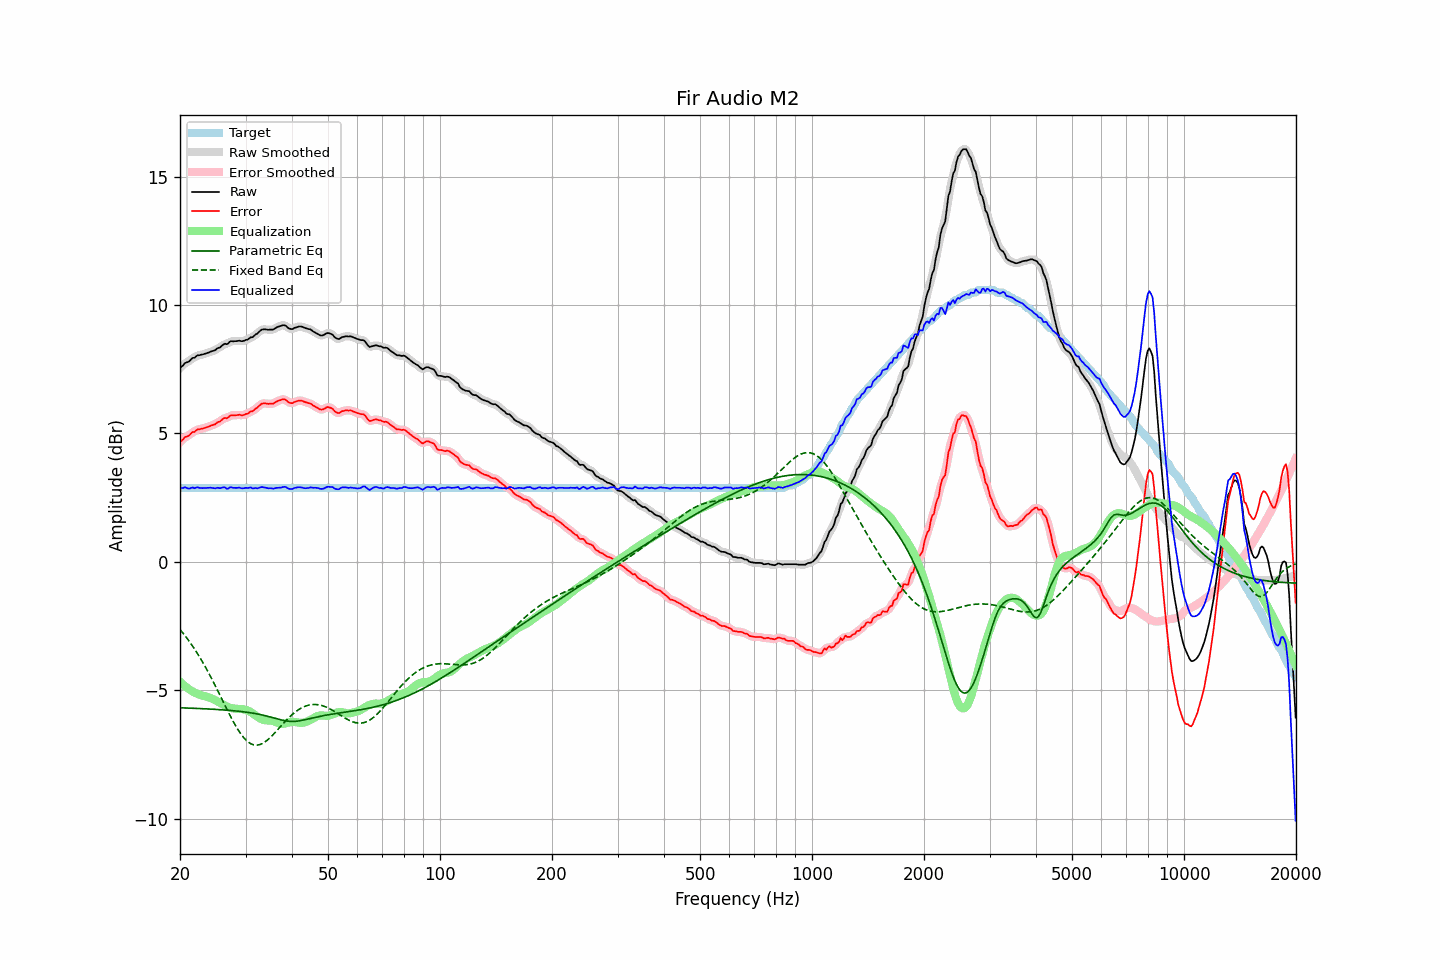 Fir Audio M2
Target
Raw Smoothed
Error Smoothed
Raw
Error
Equalization
Parametric Eq
Fixed Band Eq
Equalized
Amplitude (dBr)
15
10
5
0
−5
−10
20 50 100 200 500 1000 2000 5000 10000 20000
Frequency (Hz)